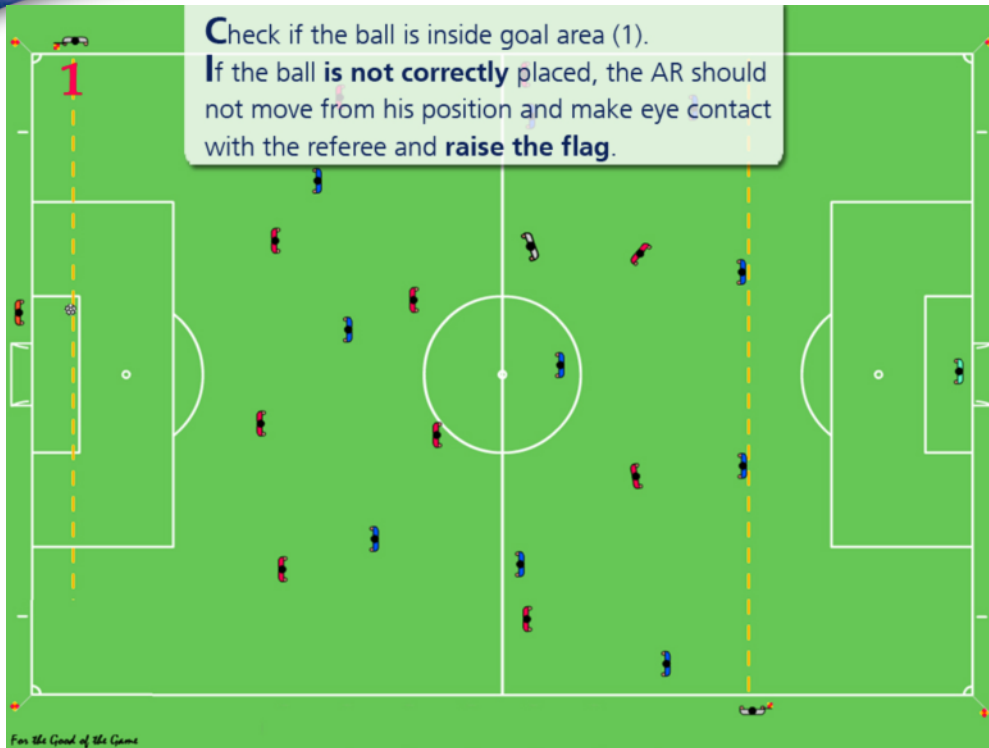 Check if the ball is inside goal area (1).
If the ball is not correctly placed, the AR should
not move from his position and make eye contact
with the referee and raise the flag.
1
For the Good of the Game